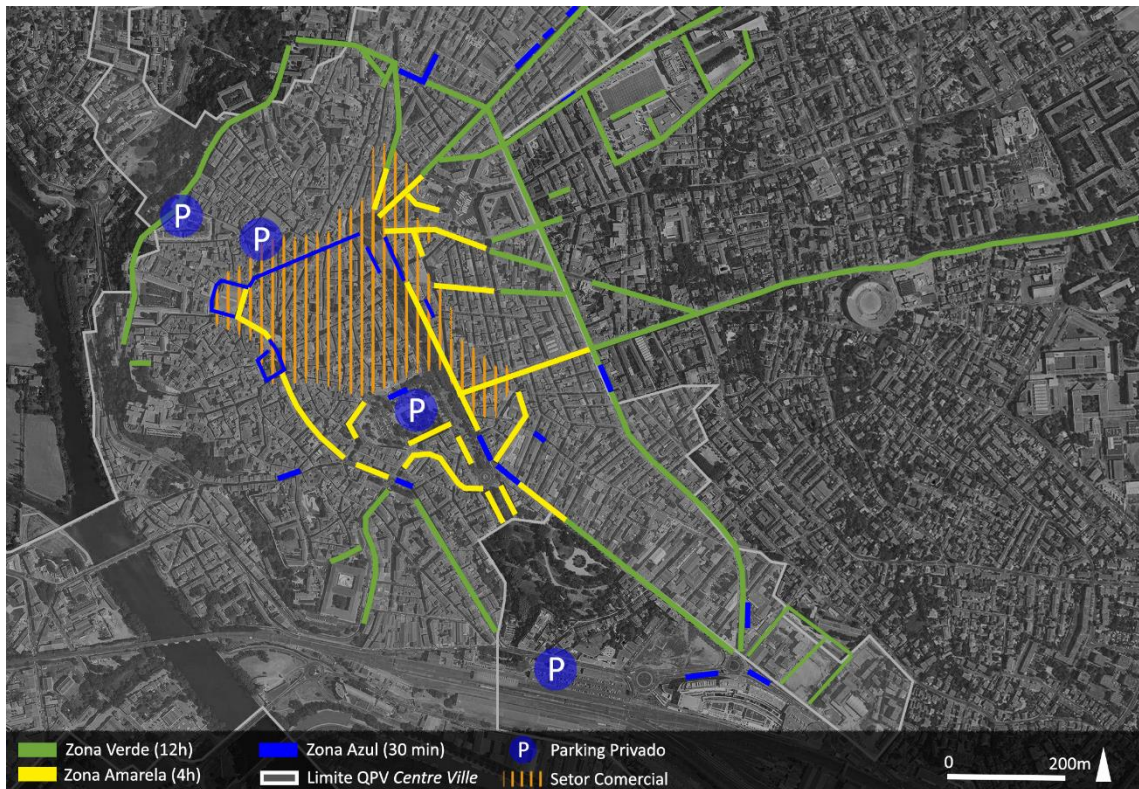 P
P
P
P
Zona Verde (12h)
Zona Azul (30 min)
P
Parking Privado
Zona Amarela (4h)
Limite QPV Centre Ville
Setor Comercial
0
200m